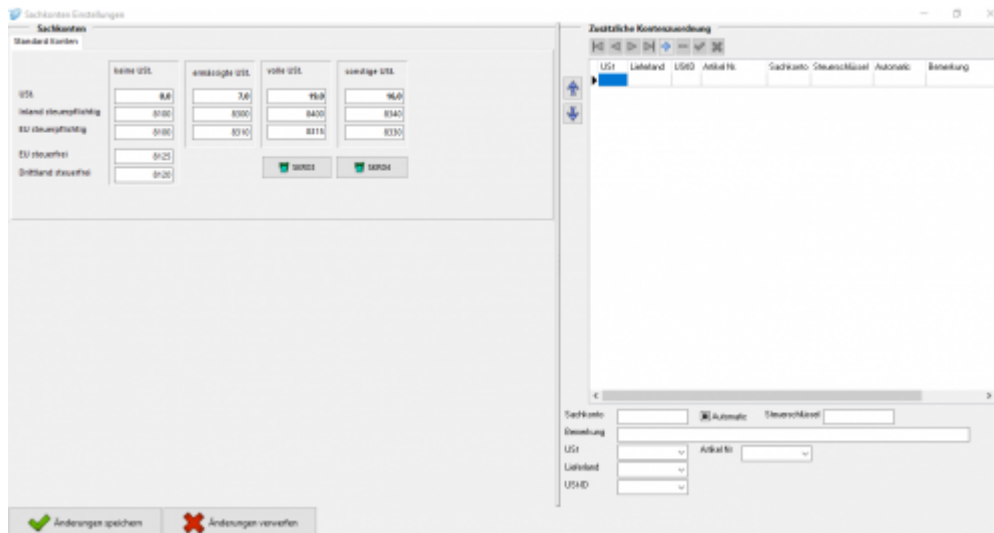 Sachkonten Einstellungen
Sachkonten
Standard Konten
keine USt. ermässigte USt. volle USt. sonstige USt.
USt. 0,0 7,0 19,0 16,0
Inland steuerpflichtig 8100 8300 8400 8340
EU steuerpflichtig 8100 8310 8315 8330
EU steuerfrei 8125
Drittland steuerfrei 8120
SKR03 SKR04
Änderungen speichern Änderungen verwerfen
Zusätzliche Kontenzuordnung
USt Lieferland UStID Artikel Nr. Sachkonto Steuerschlüssel Automatic Bemerkung
Sachkonto Automatic Steuerschlüssel
Bemerkung
USt Artikel Nr
Lieferland
UStID